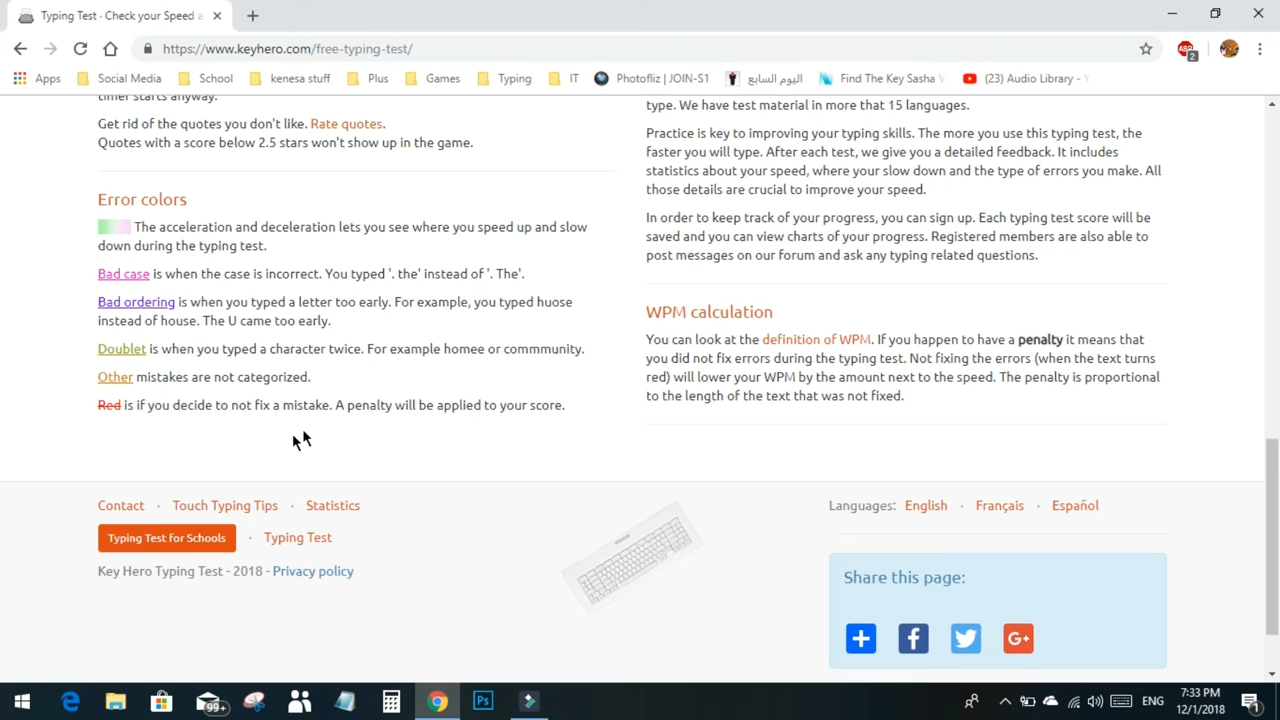 Typing Test · Check your Speed a
https://www.keyhero.com/free-typing-test/
ABP
2
Apps Social Media School kenesa stuff Plus Games Typing IT Photofliz | JOIN-S1 اليوم السابع Find The Key Sasha V (23) Audio Library - Y
timer starts anyway.
Get rid of the quotes you don't like. Rate quotes.
Quotes with a score below 2.5 stars won't show up in the game.
Error colors
The acceleration and deceleration lets you see where you speed up and slow
down during the typing test.
Bad case is when the case is incorrect. You typed '. the' instead of '. The'.
Bad ordering is when you typed a letter too early. For example, you typed huose
instead of house. The U came too early.
Doublet is when you typed a character twice. For example homee or commmunity.
Other mistakes are not categorized.
Red is if you decide to not fix a mistake. A penalty will be applied to your score.
type. We have test material in more that 15 languages.
Practice is key to improving your typing skills. The more you use this typing test, the
faster you will type. After each test, we give you a detailed feedback. It includes
statistics about your speed, where your slow down and the type of errors you make. All
those details are crucial to improve your speed.
In order to keep track of your progress, you can sign up. Each typing test score will be
saved and you can view charts of your progress. Registered members are also able to
post messages on our forum and ask any typing related questions.
WPM calculation
You can look at the definition of WPM. If you happen to have a penalty it means that
you did not fix errors during the typing test. Not fixing the errors (when the text turns
red) will lower your WPM by the amount next to the speed. The penalty is proportional
to the length of the text that was not fixed.
Contact · Touch Typing Tips · Statistics
Typing Test for Schools · Typing Test
Key Hero Typing Test - 2018 - Privacy policy
Languages: English · Français · Español
Share this page:
G+
99+
Ps
ENG
7:33 PM
12/1/2018
1